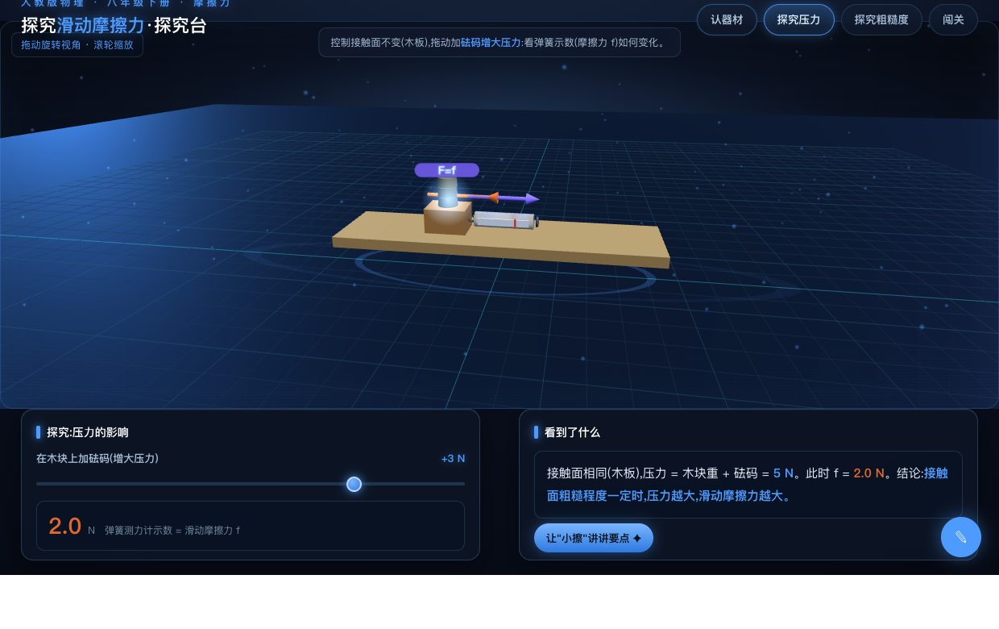 人教版物理 · 八年级下册 · 摩擦力
探究滑动摩擦力·探究台
认器材
探究压力
探究粗糙度
闯关
拖动旋转视角 · 滚轮缩放
控制接触面不变(木板),拖动加砝码增大压力:看弹簧示数(摩擦力 f)如何变化。
F=f
探究:压力的影响
在木块上加砝码(增大压力)
+3 N
2.0 N 弹簧测力计示数 = 滑动摩擦力 f
看到了什么
接触面相同(木板),压力 = 木块重 + 砝码 = 5 N。此时 f = 2.0 N。结论:接触
面粗糙程度一定时,压力越大,滑动摩擦力越大。
让"小擦"讲讲要点 ✦